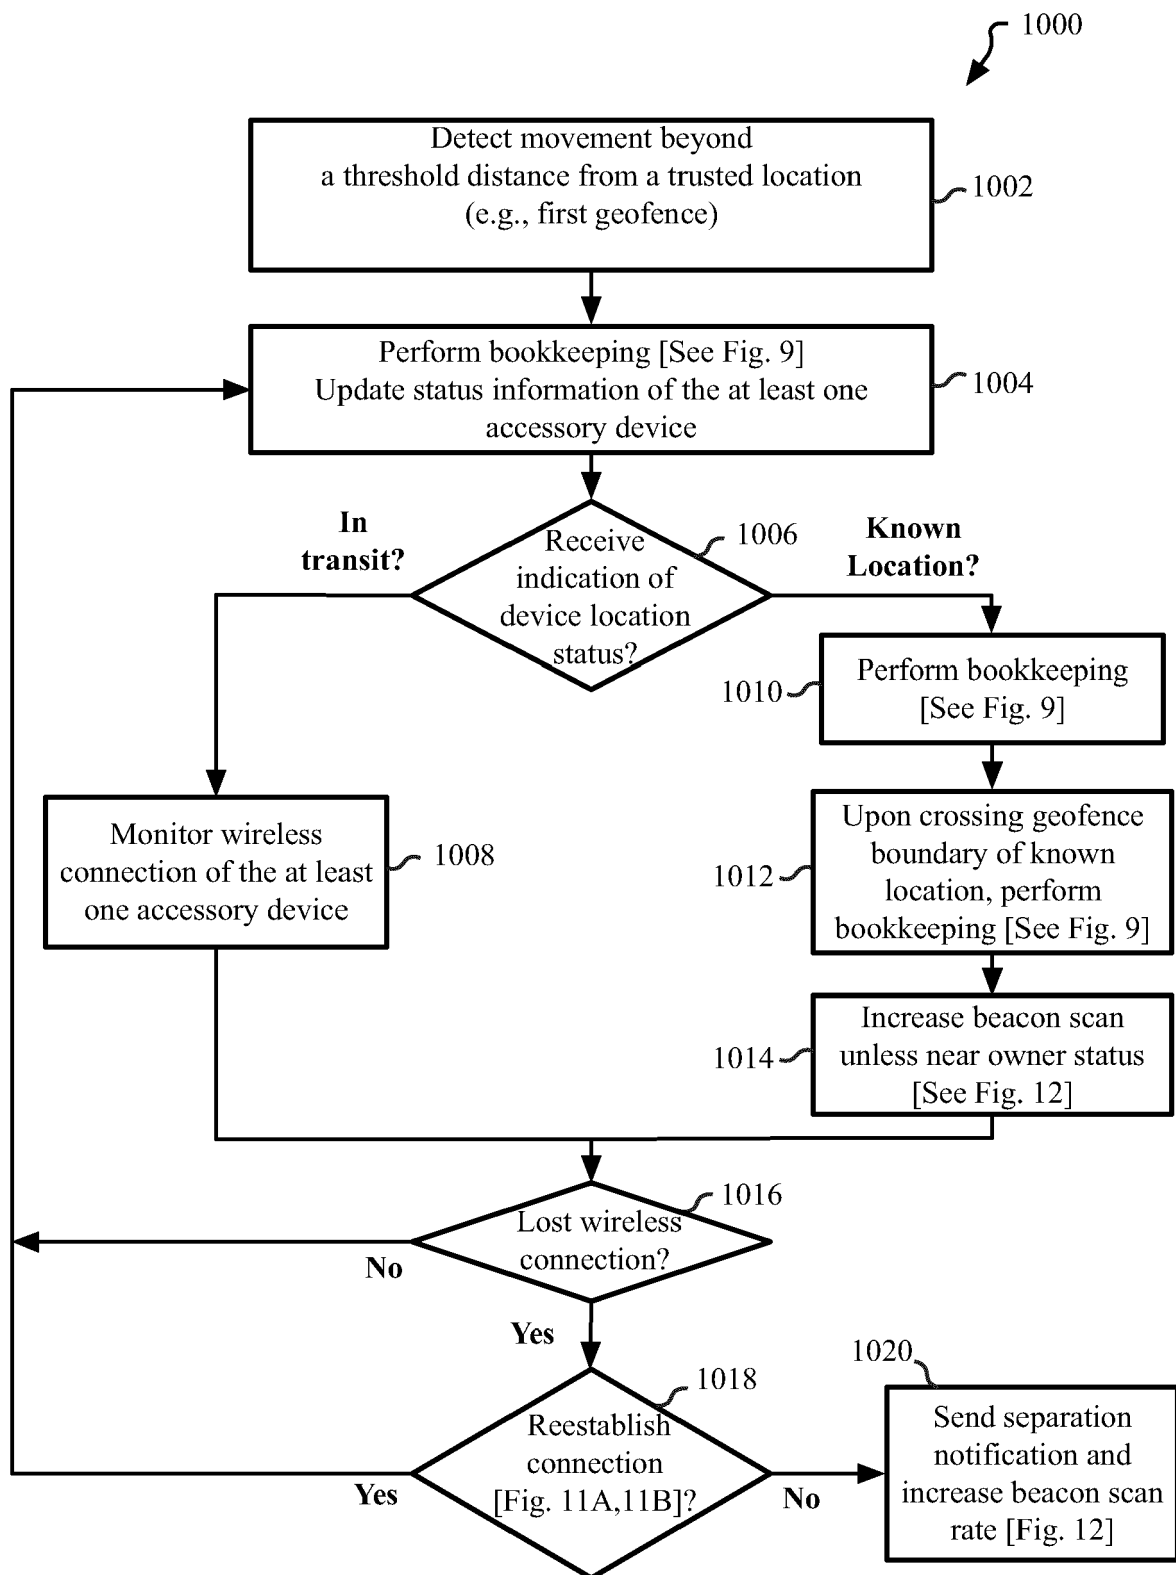 1000
Detect movement beyond
a threshold distance from a trusted location
(e.g., first geofence)
1002
Perform bookkeeping [See Fig. 9]
Update status information of the at least one
accessory device
1004
In
transit?
Receive
indication of
device location
status?
1006
Known
Location?
Perform bookkeeping
[See Fig. 9]
1010
Monitor wireless
connection of the at least
one accessory device
1008
Upon crossing geofence
boundary of known
location, perform
bookkeeping [See Fig. 9]
1012
Increase beacon scan
unless near owner status
[See Fig. 12]
1014
Lost wireless
connection?
1016
No
Yes
Reestablish
connection
[Fig. 11A,11B]?
1018
Yes
No
1020
Send separation
notification and
increase beacon scan
rate [Fig. 12]